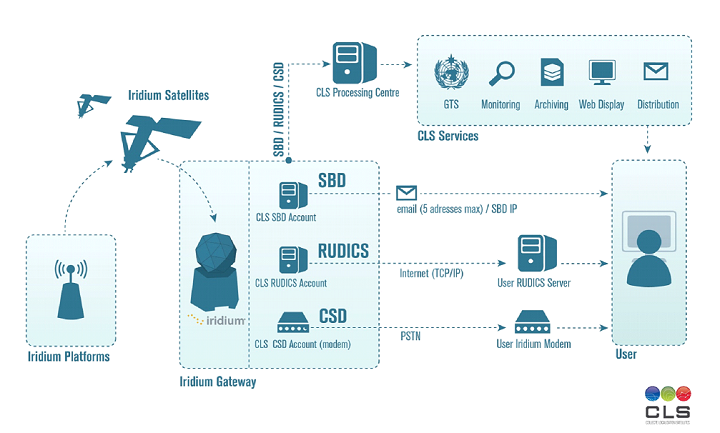 Iridium Satellites
SBD / RUDICS / CSD
CLS Processing Centre
GTS
Monitoring
Archiving
Web Display
Distribution
CLS Services
SBD
CLS SBD Account
email (5 adresses max) / SBD IP
RUDICS
CLS RUDICS Account
Internet (TCP/IP)
User RUDICS Server
iridium
CSD
CLS CSD Account (modem)
PSTN
User Iridium Modem
Iridium Platforms
Iridium Gateway
User
CLS